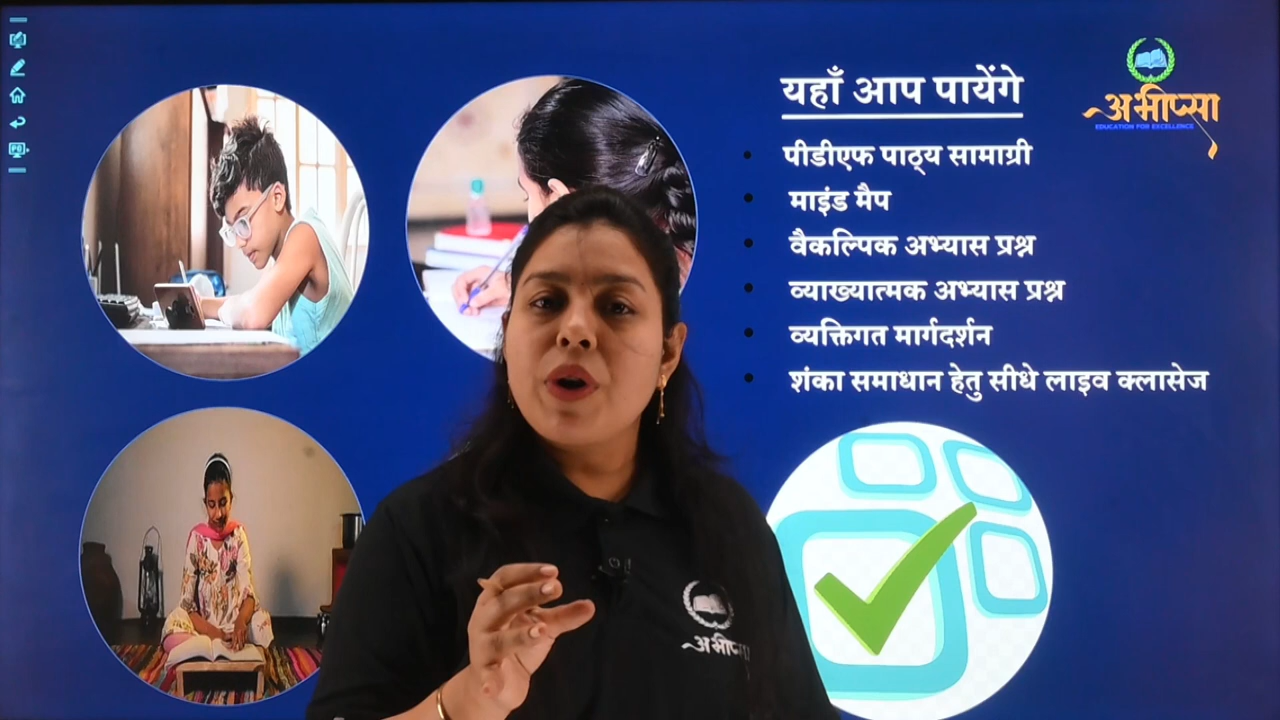 यहाँ आप पायेंगे
अभीप्सा
EDUCATION FOR EXCELLENCE
• पीडीएफ पाठ्य सामाग्री
• माइंड मैप
• वैकल्पिक अभ्यास प्रश्न
• व्याख्यात्मक अभ्यास प्रश्न
• व्यक्तिगत मार्गदर्शन
• शंका समाधान हेतु सीधे लाइव क्लासेज
अभीप्सा